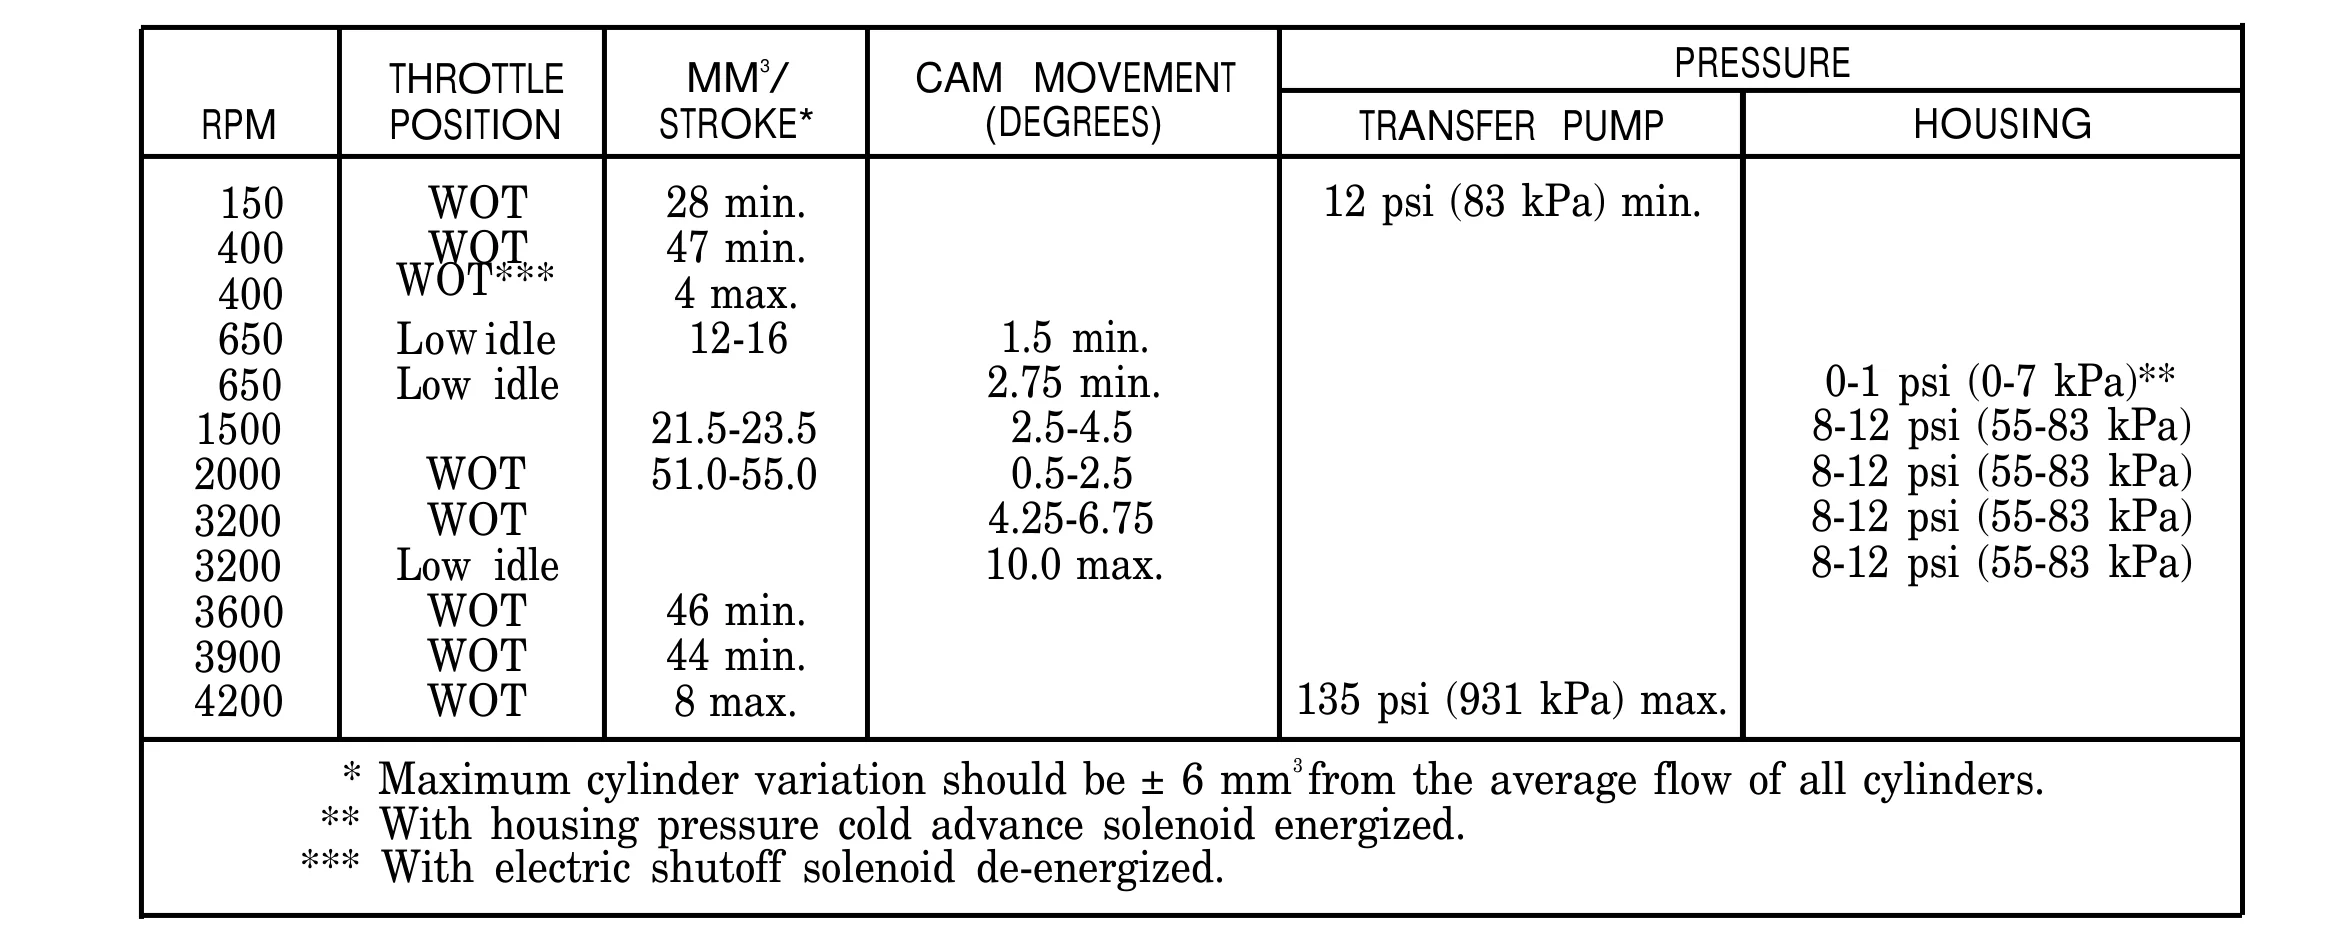 PRESSURE
RPM THROTTLE POSITION MM³/ STROKE* CAM MOVEMENT (DEGREES) TRANSFER PUMP HOUSING
150 WOT 28 min. 12 psi (83 kPa) min.
400 WOT 47 min.
400 WOT*** 4 max.
650 Low idle 12-16 1.5 min.
650 Low idle 2.75 min. 0-1 psi (0-7 kPa)**
1500 21.5-23.5 2.5-4.5 8-12 psi (55-83 kPa)
2000 WOT 51.0-55.0 0.5-2.5 8-12 psi (55-83 kPa)
3200 WOT 4.25-6.75 8-12 psi (55-83 kPa)
3200 Low idle 10.0 max. 8-12 psi (55-83 kPa)
3600 WOT 46 min.
3900 WOT 44 min.
4200 WOT 8 max. 135 psi (931 kPa) max.
* Maximum cylinder variation should be ± 6 mm³ from the average flow of all cylinders.
** With housing pressure cold advance solenoid energized.
*** With electric shutoff solenoid de-energized.